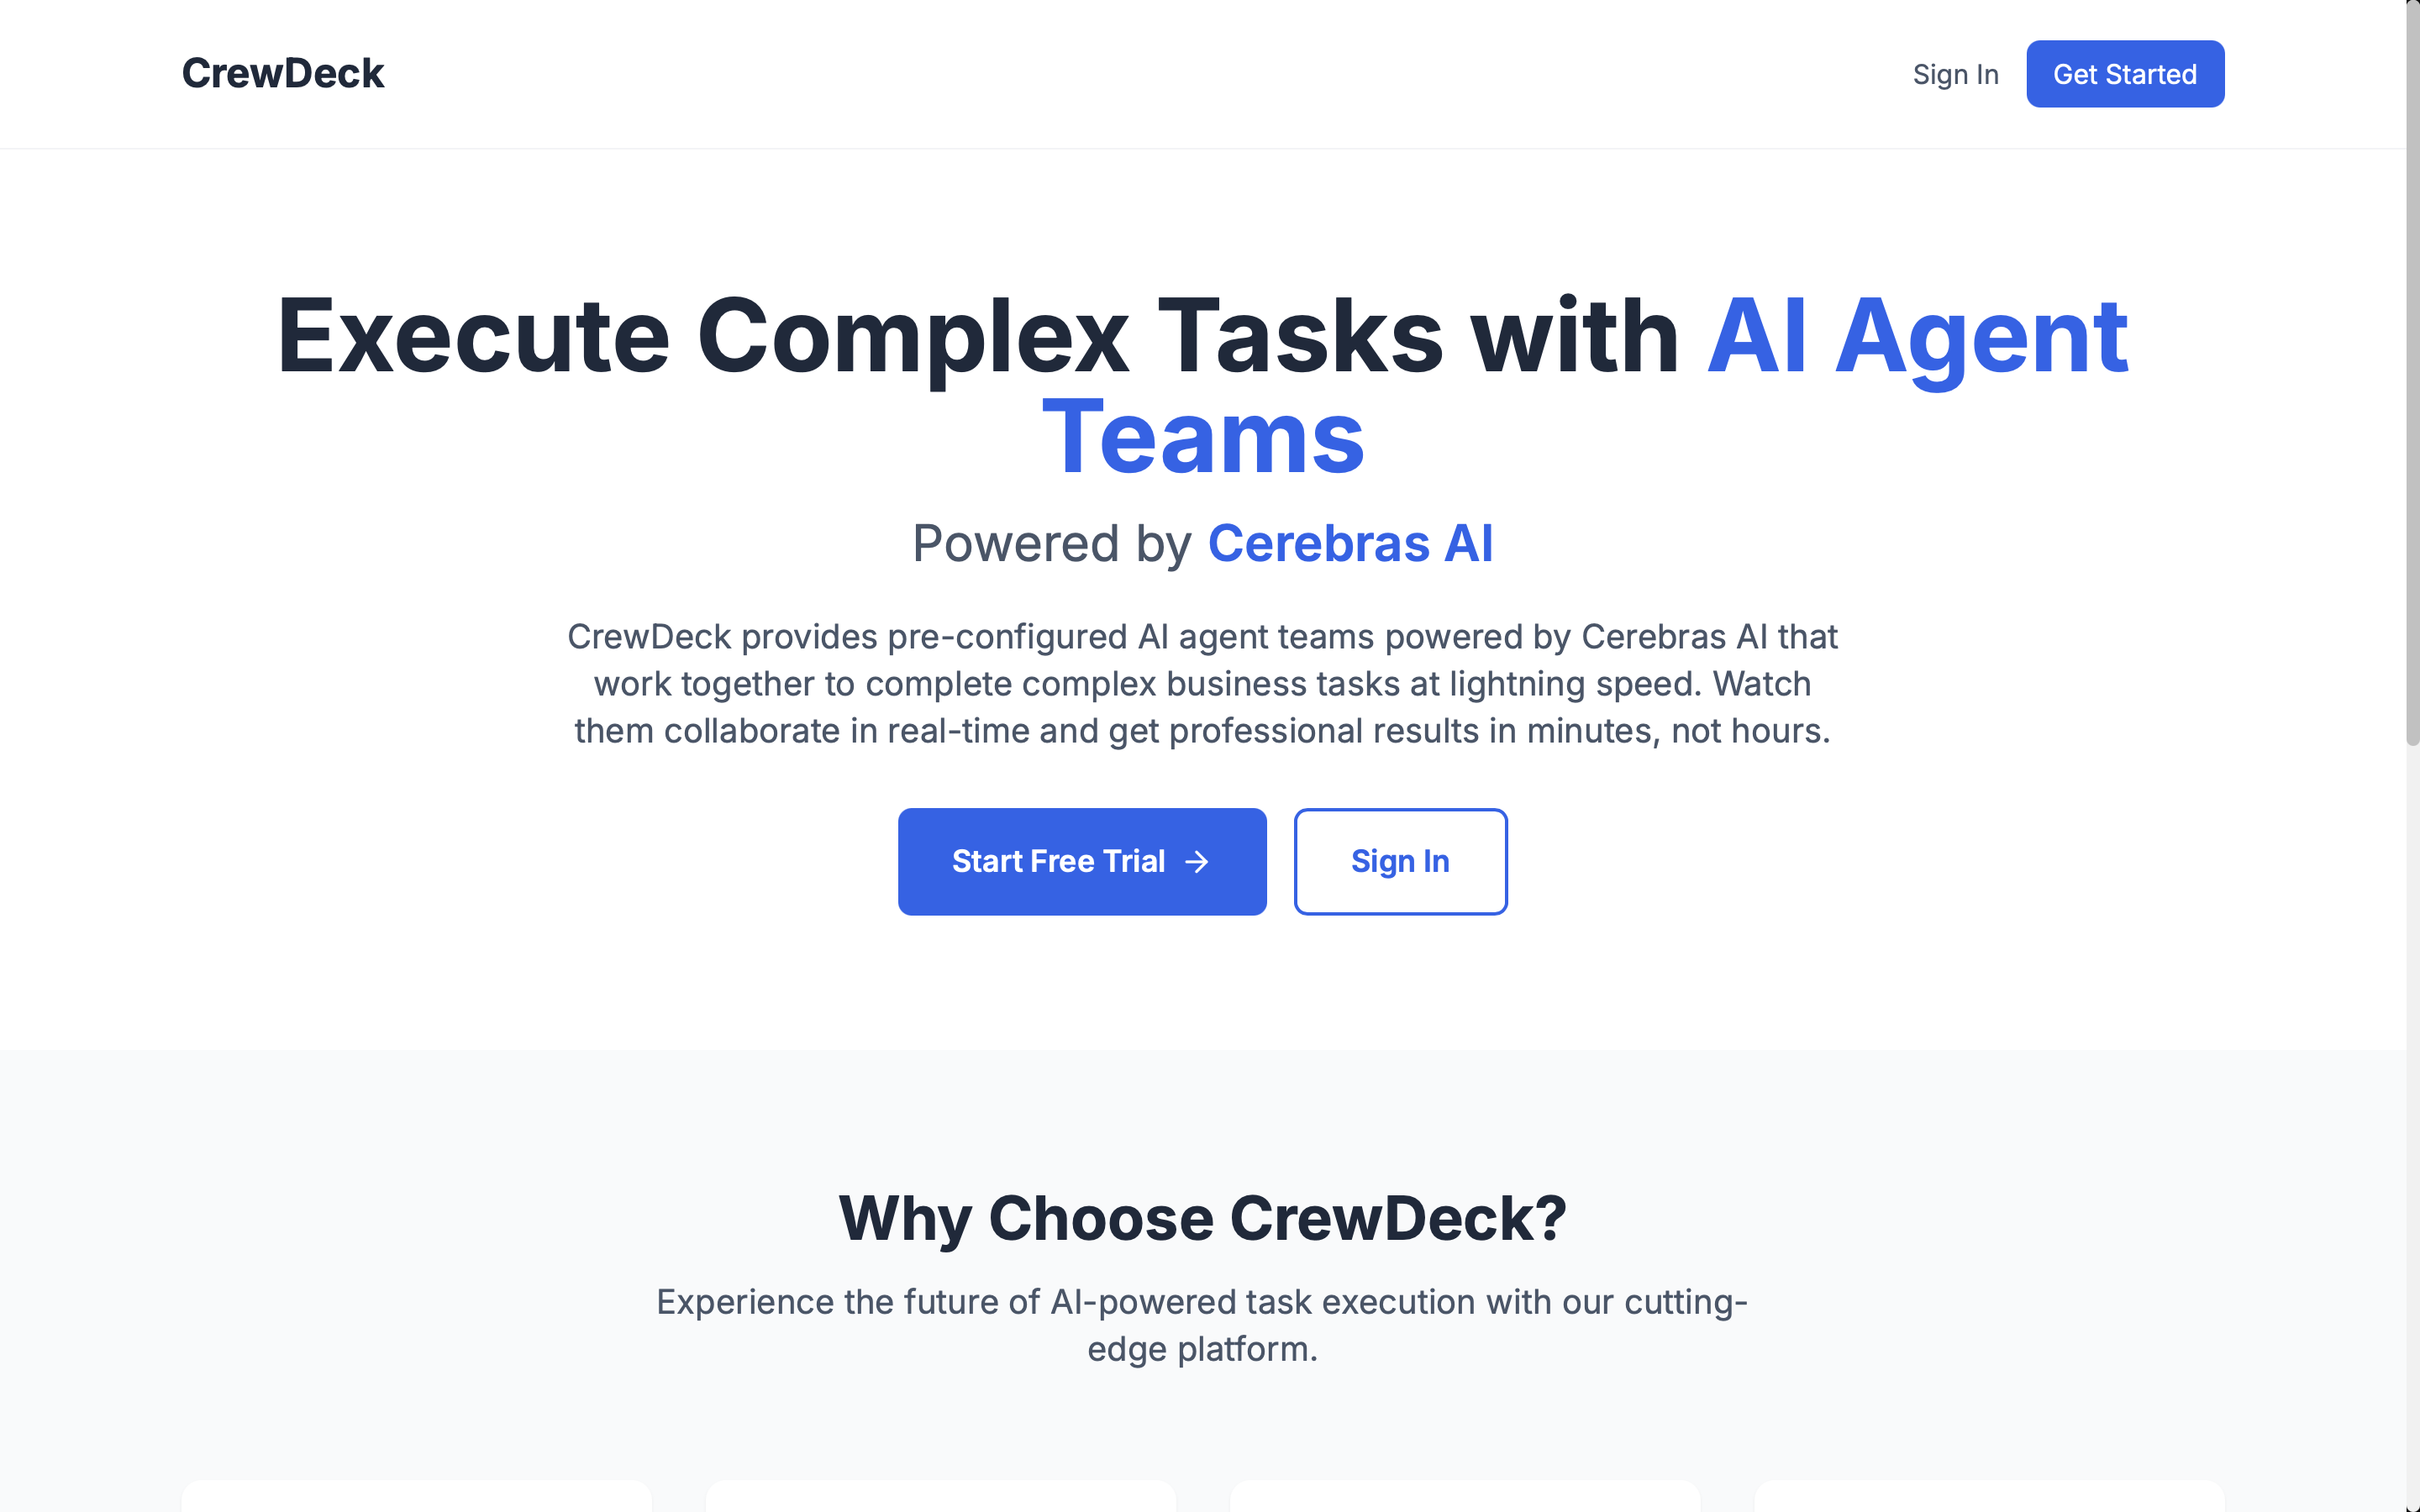 CrewDeck
Sign In
Get Started
Execute Complex Tasks with AI Agent
Teams
Powered by Cerebras AI
CrewDeck provides pre-configured AI agent teams powered by Cerebras AI that
work together to complete complex business tasks at lightning speed. Watch
them collaborate in real-time and get professional results in minutes, not hours.
Start Free Trial →
Sign In
Why Choose CrewDeck?
Experience the future of AI-powered task execution with our cutting-
edge platform.